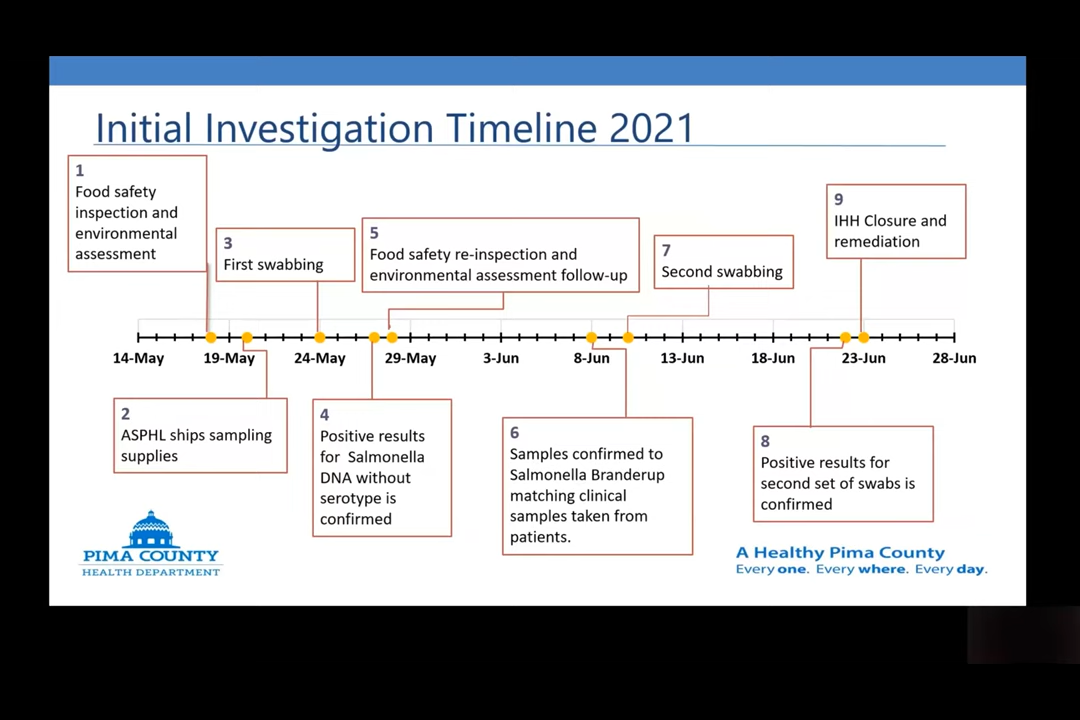 Initial Investigation Timeline 2021
1
Food safety
inspection and
environmental
assessment
3
First swabbing
5
Food safety re-inspection and
environmental assessment follow-up
7
Second swabbing
9
IHH Closure and
remediation
14-May 19-May 24-May 29-May 3-Jun 8-Jun 13-Jun 18-Jun 23-Jun 28-Jun
2
ASPHL ships sampling
supplies
4
Positive results
for Salmonella
DNA without
serotype is
confirmed
6
Samples confirmed to
Salmonella Branderup
matching clinical
samples taken from
patients.
8
Positive results for
second set of swabs is
confirmed
PIMA COUNTY
HEALTH DEPARTMENT
A Healthy Pima County
Every one. Every where. Every day.